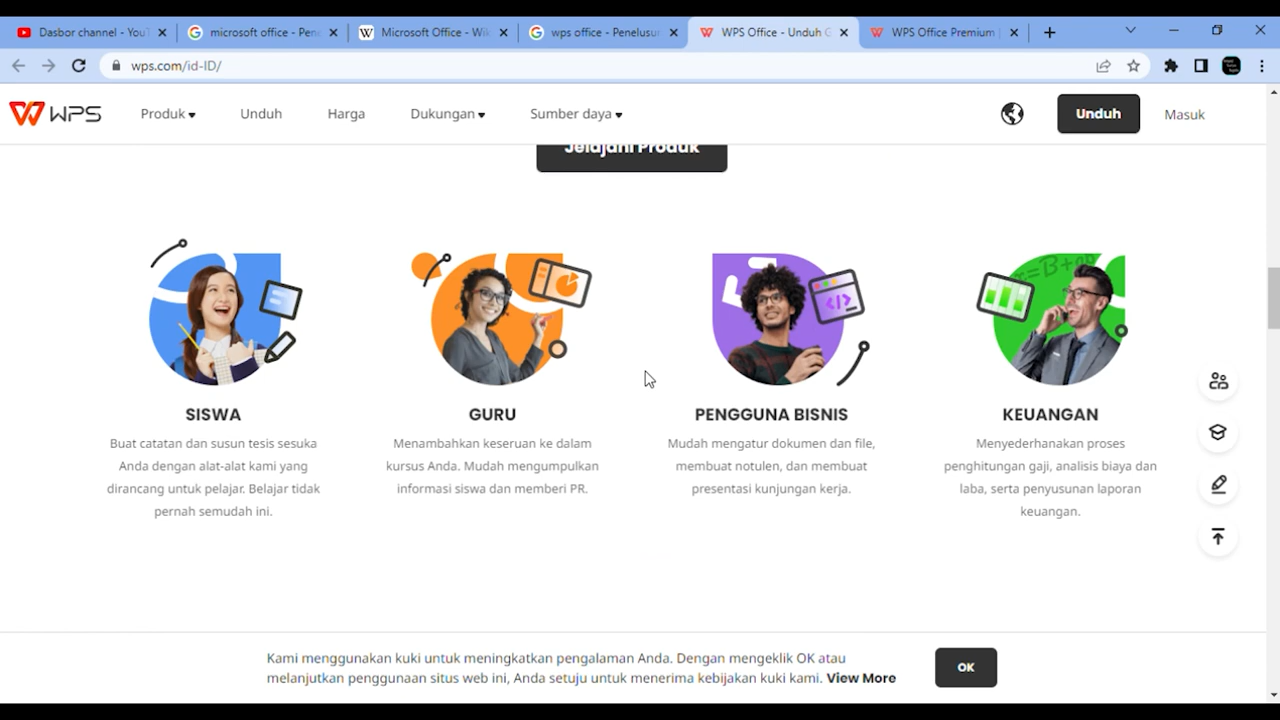 Dasbor channel - You
microsoft office - Pene
Microsoft Office - Wik
wps office - Penelusur
WPS Office - Unduh G
WPS Office Premium
wps.com/id-ID/
WPS
Produk
Unduh
Harga
Dukungan
Sumber daya
Unduh
Masuk
Jelajahi Produk
SISWA
Buat catatan dan susun tesis sesuka
Anda dengan alat-alat kami yang
dirancang untuk pelajar. Belajar tidak
pernah semudah ini.
GURU
Menambahkan keseruan ke dalam
kursus Anda. Mudah mengumpulkan
informasi siswa dan memberi PR.
PENGGUNA BISNIS
Mudah mengatur dokumen dan file,
membuat notulen, dan membuat
presentasi kunjungan kerja.
KEUANGAN
Menyederhanakan proses
penghitungan gaji, analisis biaya dan
laba, serta penyusunan laporan
keuangan.
Kami menggunakan kuki untuk meningkatkan pengalaman Anda. Dengan mengeklik OK atau
melanjutkan penggunaan situs web ini, Anda setuju untuk menerima kebijakan kuki kami. View More
OK